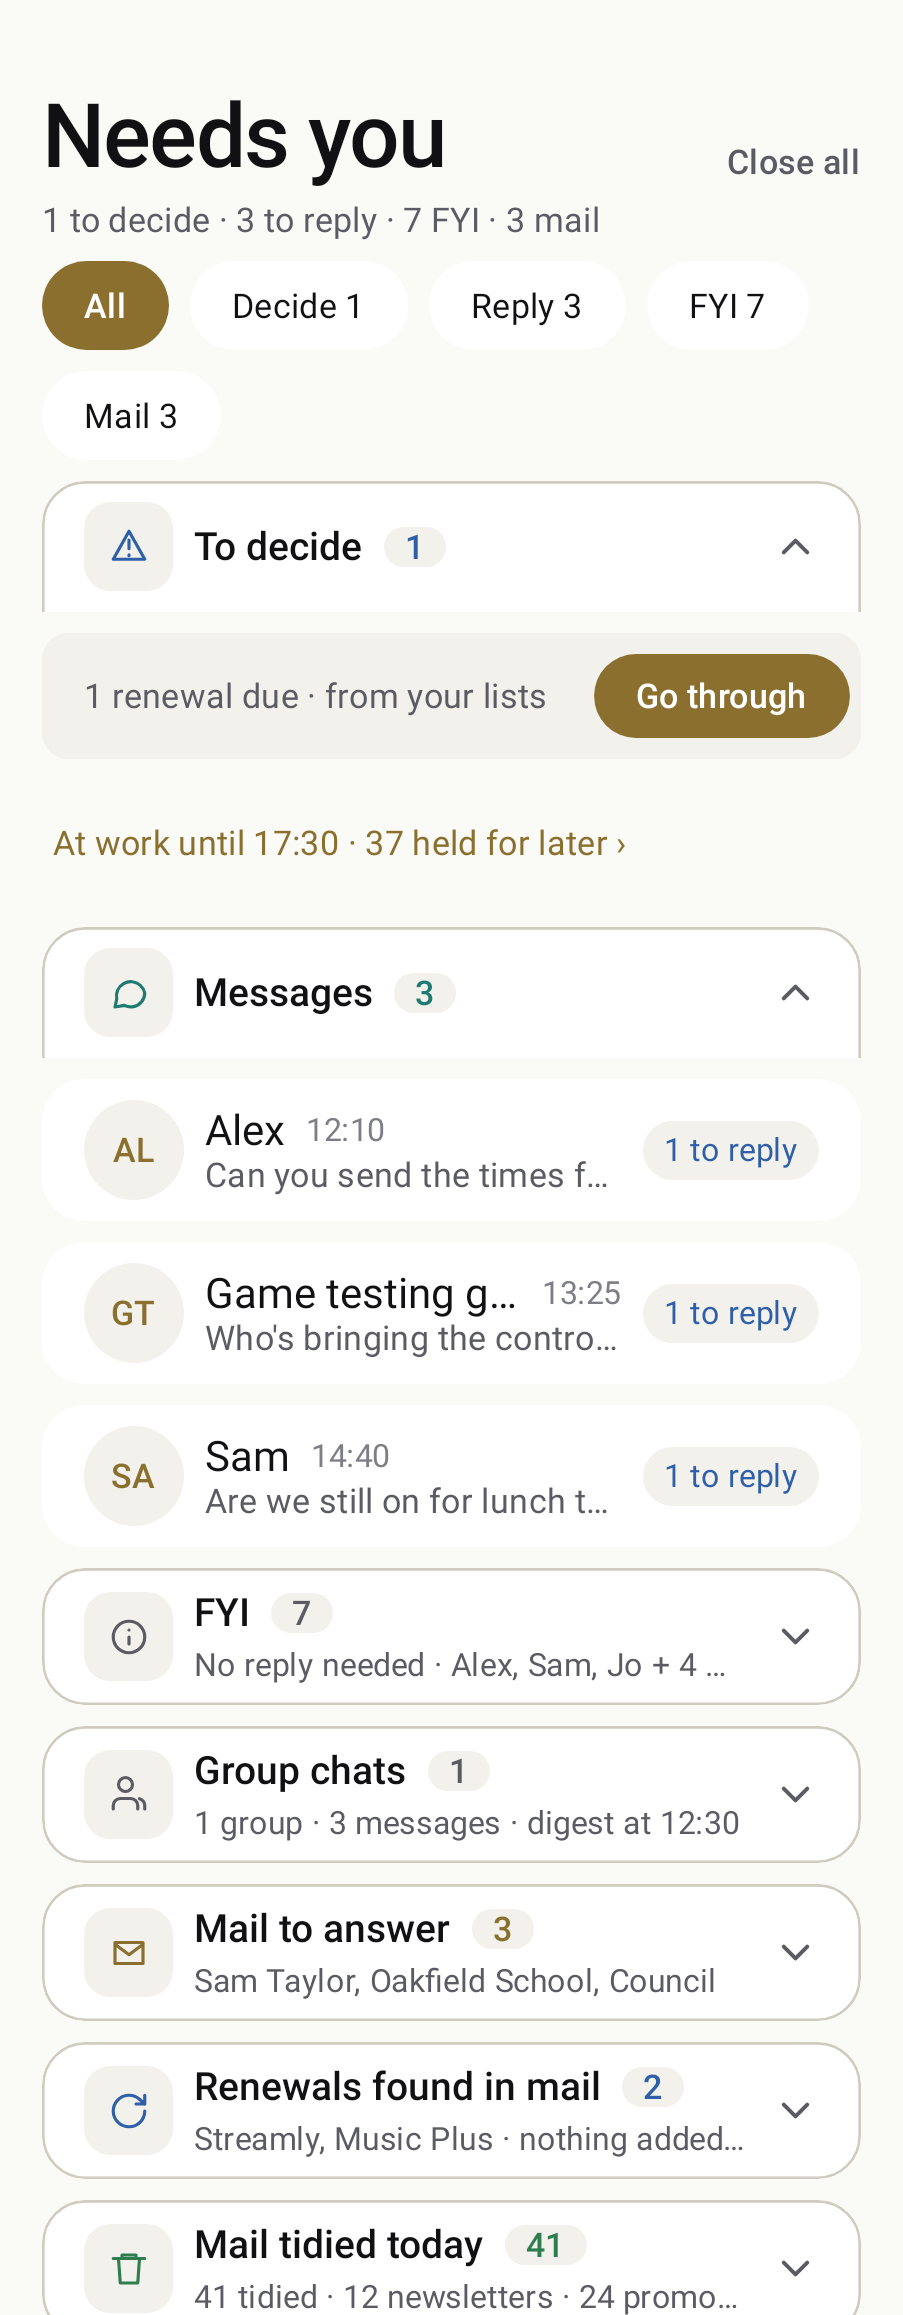 Needs you
Close all
1 to decide · 3 to reply · 7 FYI · 3 mail
All
Decide 1
Reply 3
FYI 7
Mail 3
To decide 1
1 renewal due · from your lists
Go through
At work until 17:30 · 37 held for later ›
Messages 3
AL
Alex 12:10
Can you send the times f…
1 to reply
GT
Game testing g… 13:25
Who's bringing the contro…
1 to reply
SA
Sam 14:40
Are we still on for lunch t…
1 to reply
FYI 7
No reply needed · Alex, Sam, Jo + 4 …
Group chats 1
1 group · 3 messages · digest at 12:30
Mail to answer 3
Sam Taylor, Oakfield School, Council
Renewals found in mail 2
Streamly, Music Plus · nothing added…
Mail tidied today 41
41 tidied · 12 newsletters · 24 promo…